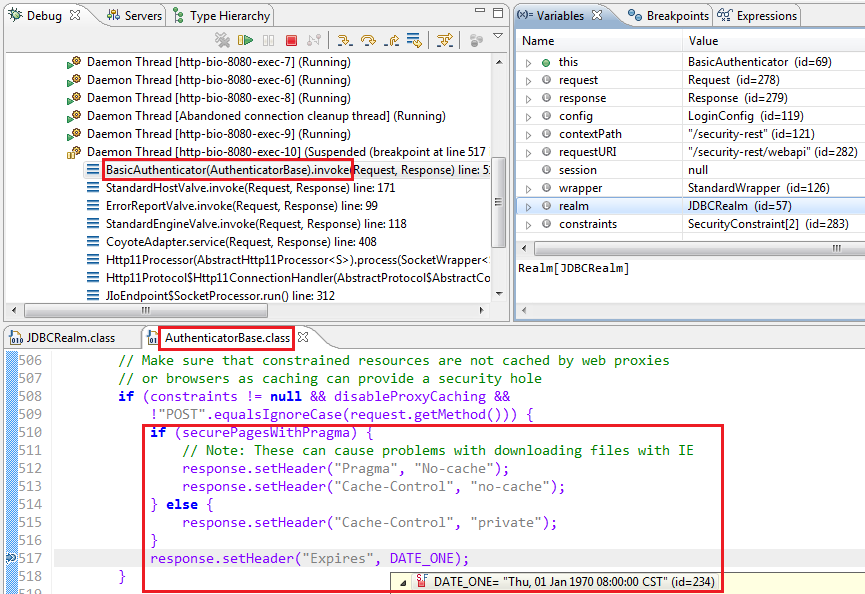 Debug
Servers
Type Hierarchy
Daemon Thread [http-bio-8080-exec-7] (Running)
Daemon Thread [http-bio-8080-exec-6] (Running)
Daemon Thread [http-bio-8080-exec-8] (Running)
Daemon Thread [Abandoned connection cleanup thread] (Running)
Daemon Thread [http-bio-8080-exec-9] (Running)
Daemon Thread [http-bio-8080-exec-10] (Suspended (breakpoint at line 517
BasicAuthenticator(AuthenticatorBase).invoke(Request, Response) line: 5
StandardHostValve.invoke(Request, Response) line: 171
ErrorReportValve.invoke(Request, Response) line: 99
StandardEngineValve.invoke(Request, Response) line: 118
CoyoteAdapter.service(Request, Response) line: 408
Http11Processor(AbstractHttp11Processor<S>).process(SocketWrapper<
Http11Protocol$Http11ConnectionHandler(AbstractProtocol$AbstractCo
JIoEndpoint$SocketProcessor.run() line: 312
(x)= Variables
Breakpoints
Expressions
Name Value
this BasicAuthenticator (id=69)
request Request (id=278)
response Response (id=279)
config LoginConfig (id=119)
contextPath "/security-rest" (id=121)
requestURI "/security-rest/webapi" (id=282)
session null
wrapper StandardWrapper (id=126)
realm JDBCRealm (id=57)
constraints SecurityConstraint[2] (id=283)
Realm[JDBCRealm]
JDBCRealm.class
AuthenticatorBase.class
506 // Make sure that constrained resources are not cached by web proxies
507 // or browsers as caching can provide a security hole
508 if (constraints != null && disableProxyCaching &&
509 !"POST".equalsIgnoreCase(request.getMethod())) {
510 if (securePagesWithPragma) {
511 // Note: These can cause problems with downloading files with IE
512 response.setHeader("Pragma", "No-cache");
513 response.setHeader("Cache-Control", "no-cache");
514 } else {
515 response.setHeader("Cache-Control", "private");
516 }
517 response.setHeader("Expires", DATE_ONE);
518 }
DATE_ONE= "Thu, 01 Jan 1970 08:00:00 CST" (id=234)